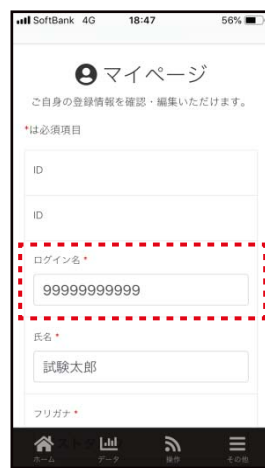 SoftBank 4G 18:47 56%
マイページ
ご自身の登録情報を確認・編集いただけます。
*は必須項目
ID
ID
ログイン名 *
99999999999
氏名 *
試験太郎
フリガナ *
ホーム データ 操作 その他